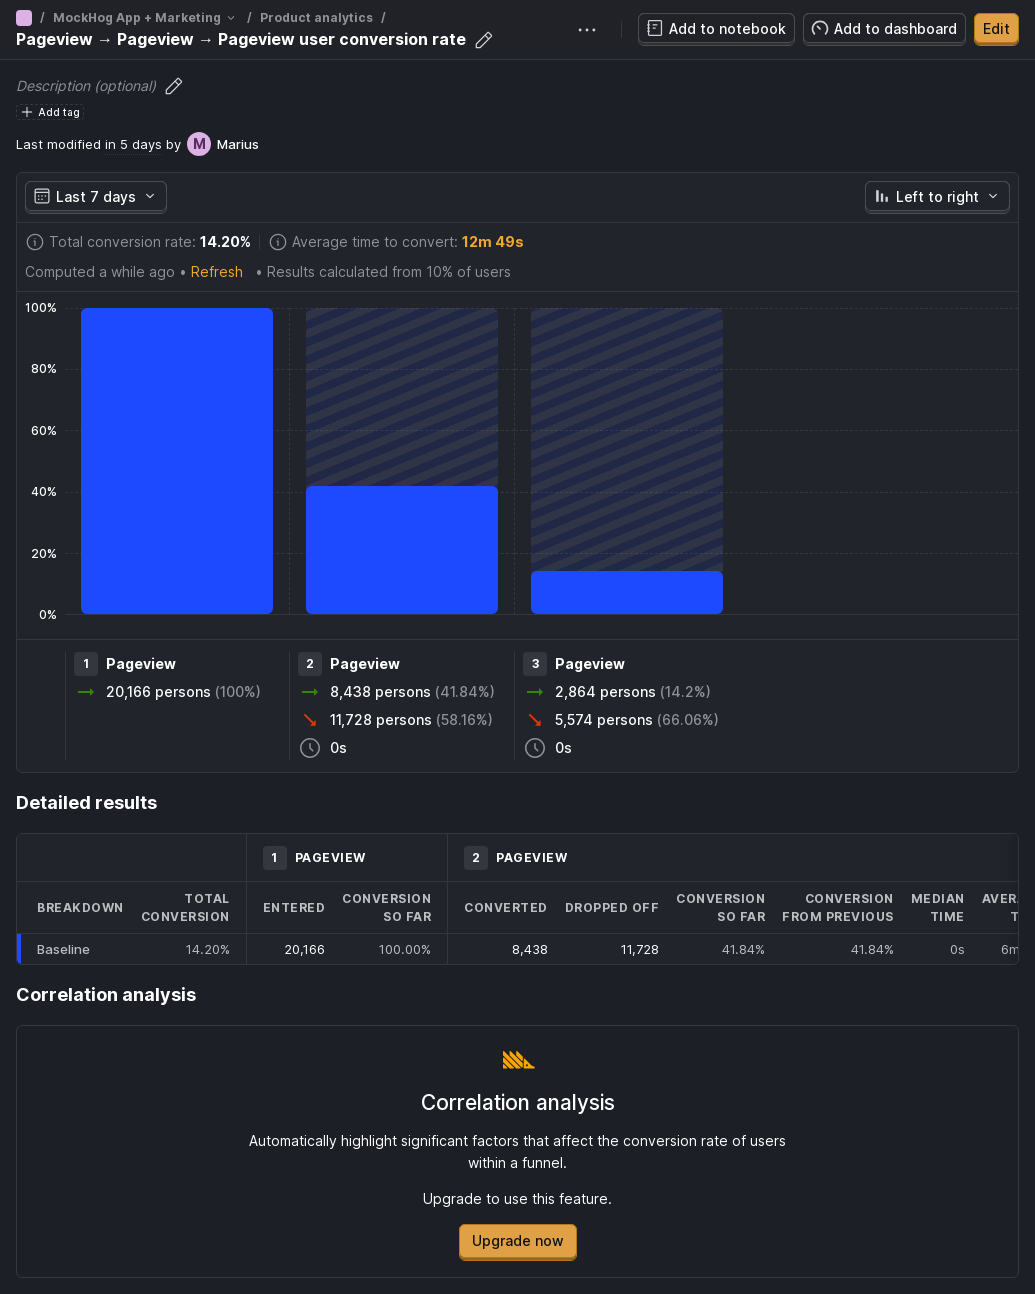 / MockHog App + Marketing / Product analytics /
Pageview → Pageview → Pageview user conversion rate
Add to notebook
Add to dashboard
Edit
Description (optional)
Add tag
Last modified in 5 days by M Marius
Last 7 days
Left to right
Total conversion rate: 14.20%
Average time to convert: 12m 49s
Computed a while ago • Refresh • Results calculated from 10% of users
100%
80%
60%
40%
20%
0%
1 Pageview
20,166 persons (100%)
2 Pageview
8,438 persons (41.84%)
11,728 persons (58.16%)
0s
3 Pageview
2,864 persons (14.2%)
5,574 persons (66.06%)
0s
Detailed results
1 PAGEVIEW
2 PAGEVIEW
BREAKDOWN
TOTAL
CONVERSION
ENTERED
CONVERSION
SO FAR
CONVERTED
DROPPED OFF
CONVERSION
SO FAR
CONVERSION
FROM PREVIOUS
MEDIAN
TIME
Baseline 14.20% 20,166 100.00% 8,438 11,728 41.84% 41.84% 0s 6m
Correlation analysis
Correlation analysis
Automatically highlight significant factors that affect the conversion rate of users
within a funnel.
Upgrade to use this feature.
Upgrade now